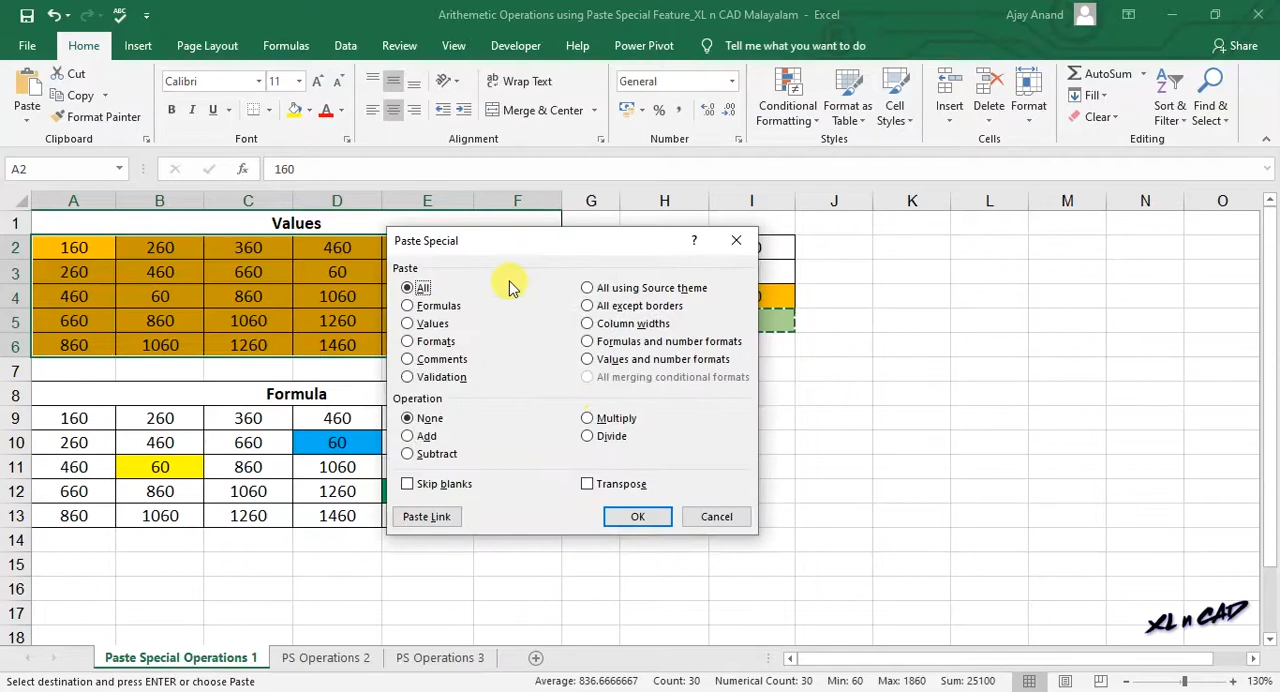 Arithemetic Operations using Paste Special Feature_XL n CAD Malayalam - Excel
Ajay Anand
File Home Insert Page Layout Formulas Data Review View Developer Help Power Pivot Tell me what you want to do Share
Paste
Cut
Copy
Format Painter
Clipboard
Calibri 11
B I U
Font
Wrap Text
Merge & Center
Alignment
General
Number
Conditional Formatting
Format as Table
Cell Styles
Styles
Insert
Delete
Format
Cells
AutoSum
Fill
Clear
Sort & Filter
Find & Select
Editing
A2 fx 160
A B C D E F G H I J K L M N O
1 Values
2 160 260 360 460
3 260 460 660 60
4 460 60 860 1060
5 660 860 1060 1260
6 860 1060 1260 1460
7
8 Formula
9 160 260 360 460
10 260 460 660 60
11 460 60 860 1060
12 660 860 1060 1260
13 860 1060 1260 1460
14
15
16
17
18
Paste Special ?
Paste
All All using Source theme
Formulas All except borders
Values Column widths
Formats Formulas and number formats
Comments Values and number formats
Validation All merging conditional formats
Operation
None Multiply
Add Divide
Subtract
Skip blanks Transpose
Paste Link OK Cancel
XL n CAD
Paste Special Operations 1 PS Operations 2 PS Operations 3
Select destination and press ENTER or choose Paste Average: 836.6666667 Count: 30 Numerical Count: 30 Min: 60 Max: 1860 Sum: 25100 130%